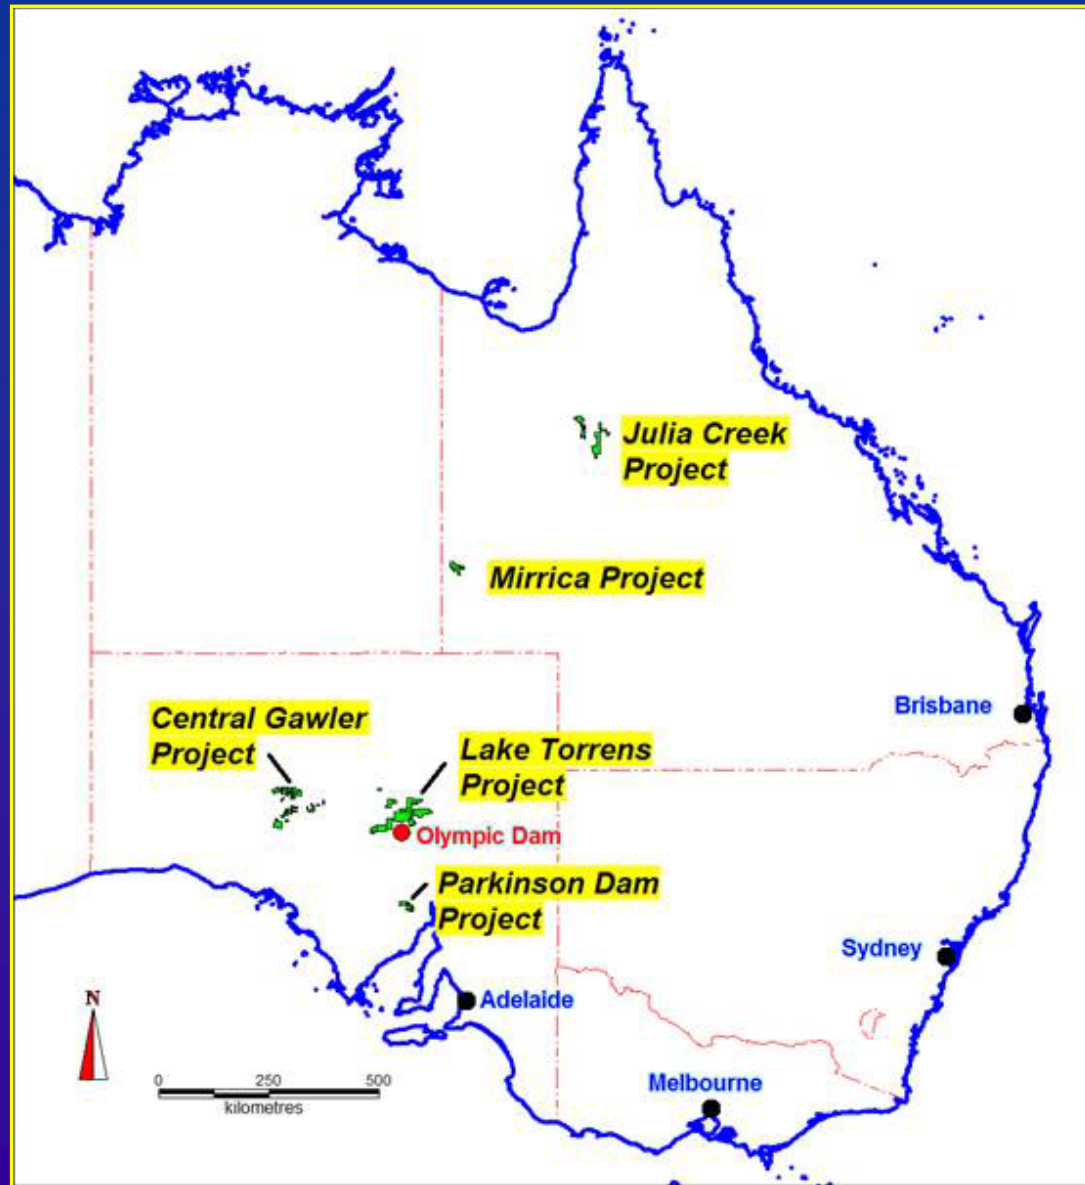 Julia Creek
Project
Mirrica Project
Central Gawler
Project
Lake Torrens
Project
Brisbane
Olympic Dam
Parkinson Dam
Project
Sydney
N
Adelaide
0 250 500
kilometres
Melbourne